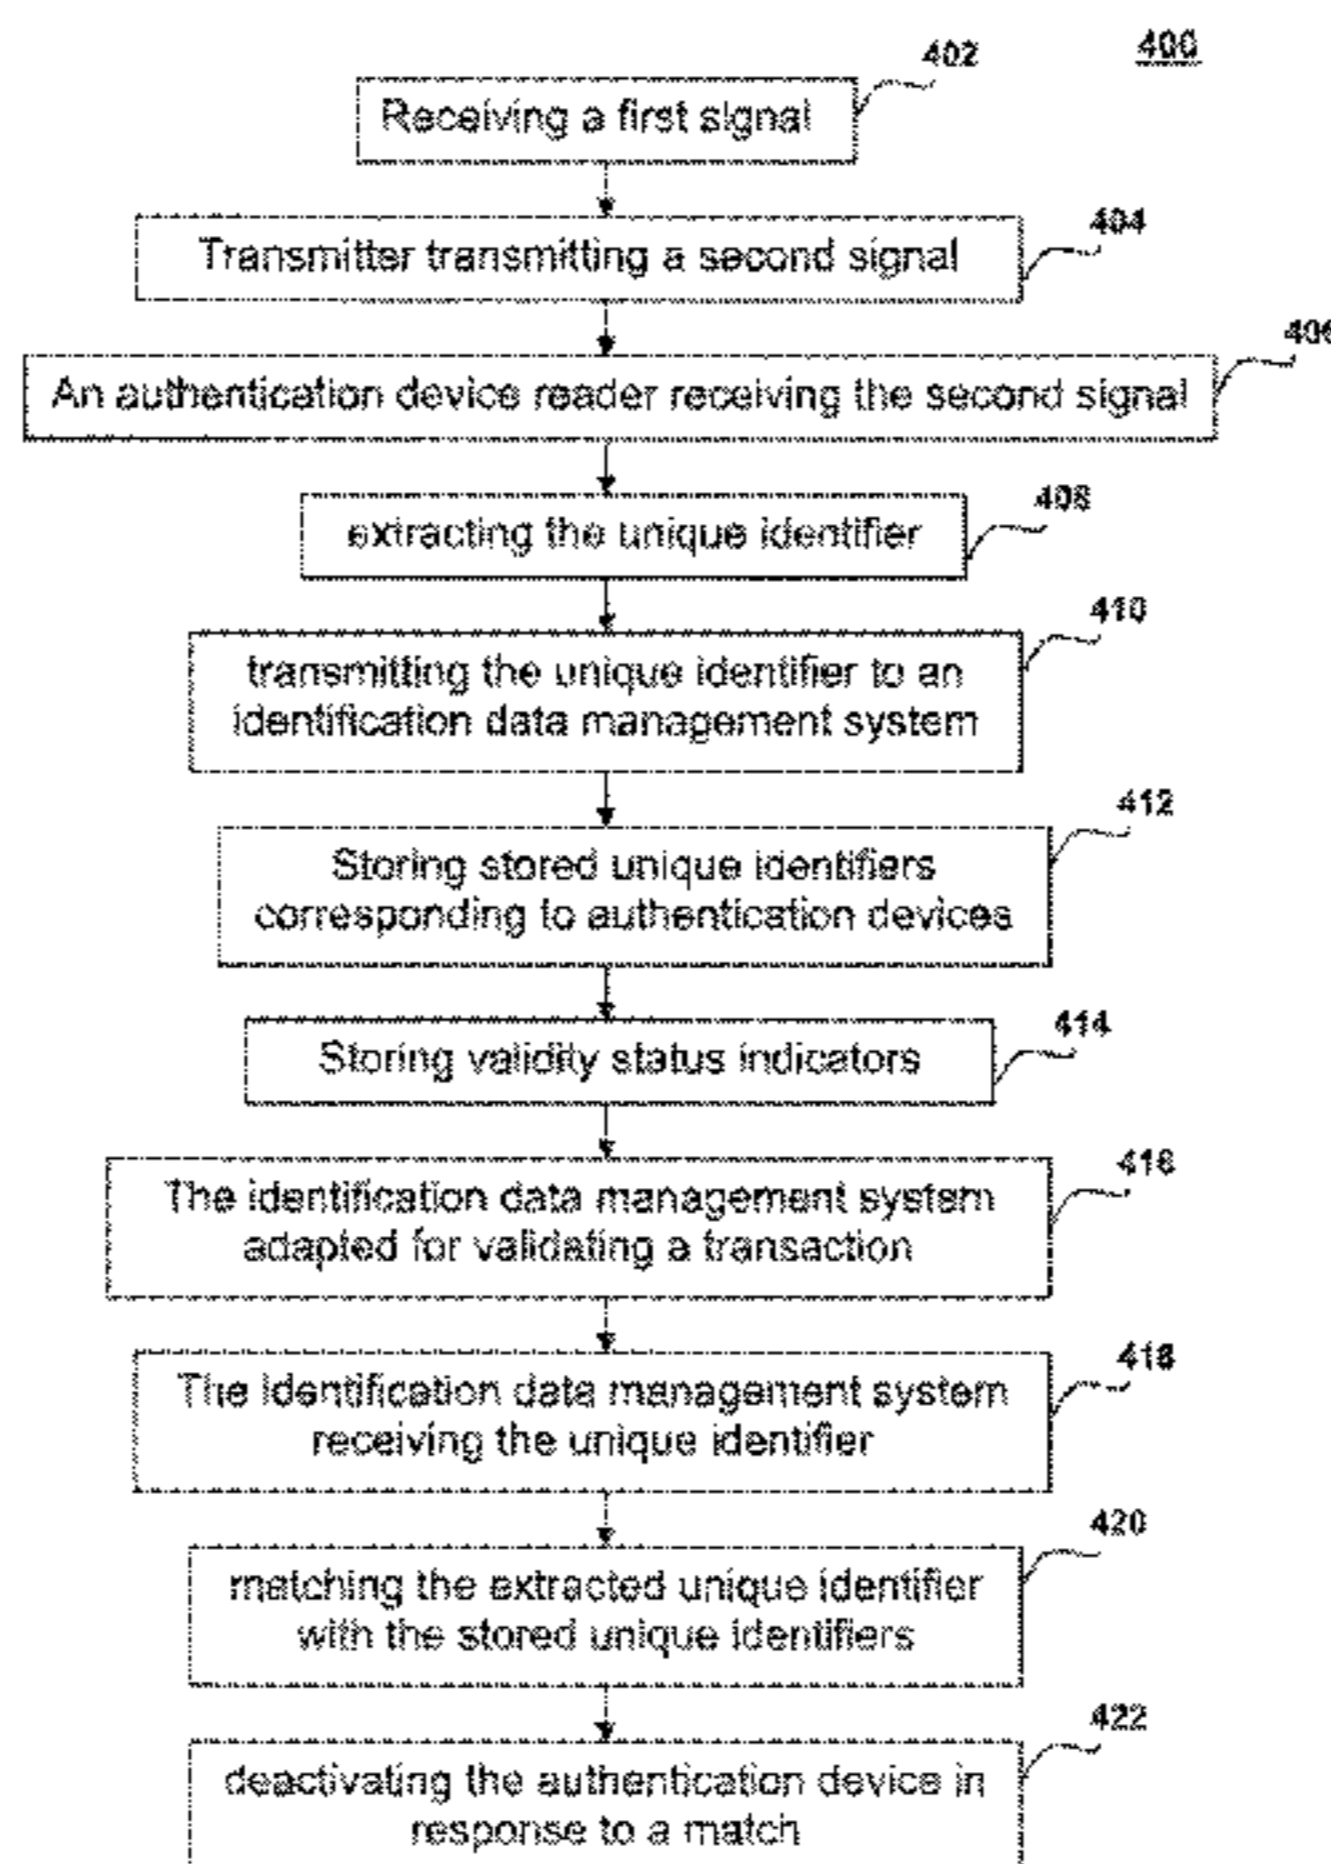 400
402
Receiving a first signal
404
Transmitter transmitting a second signal
406
An authentication device reader receiving the second signal
408
extracting the unique identifier
410
transmitting the unique identifier to an
identification data management system
412
Storing stored unique identifiers
corresponding to authentication devices
414
Storing validity status indicators
416
The identification data management system
adapted for validating a transaction
418
The identification data management system
receiving the unique identifier
420
matching the extracted unique identifier
with the stored unique identifiers
422
deactivating the authentication device in
response to a match